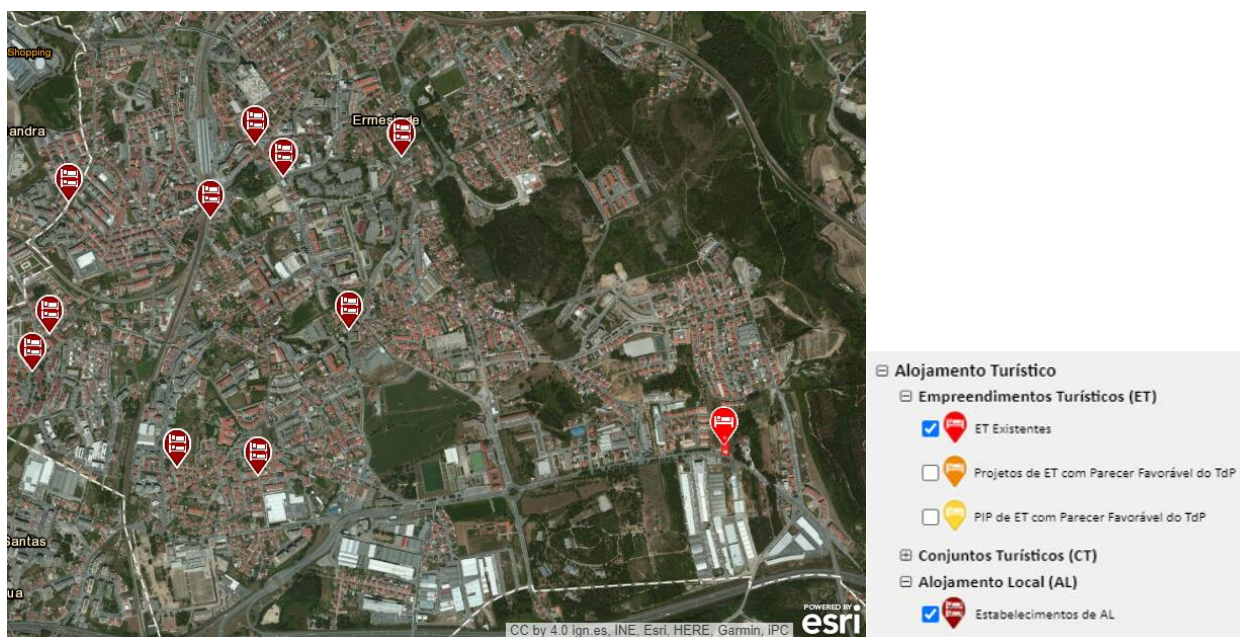 Shopping
Ermesinde
andra
Santas
ua
POWERED BY
esri
CC by 4.0 ign.es, INE, Esri, HERE, Garmin, iPC
Alojamento Turístico
Empreendimentos Turísticos (ET)
ET Existentes
Projetos de ET com Parecer Favorável do TdP
PIP de ET com Parecer Favorável do TdP
Conjuntos Turísticos (CT)
Alojamento Local (AL)
Estabelecimentos de AL